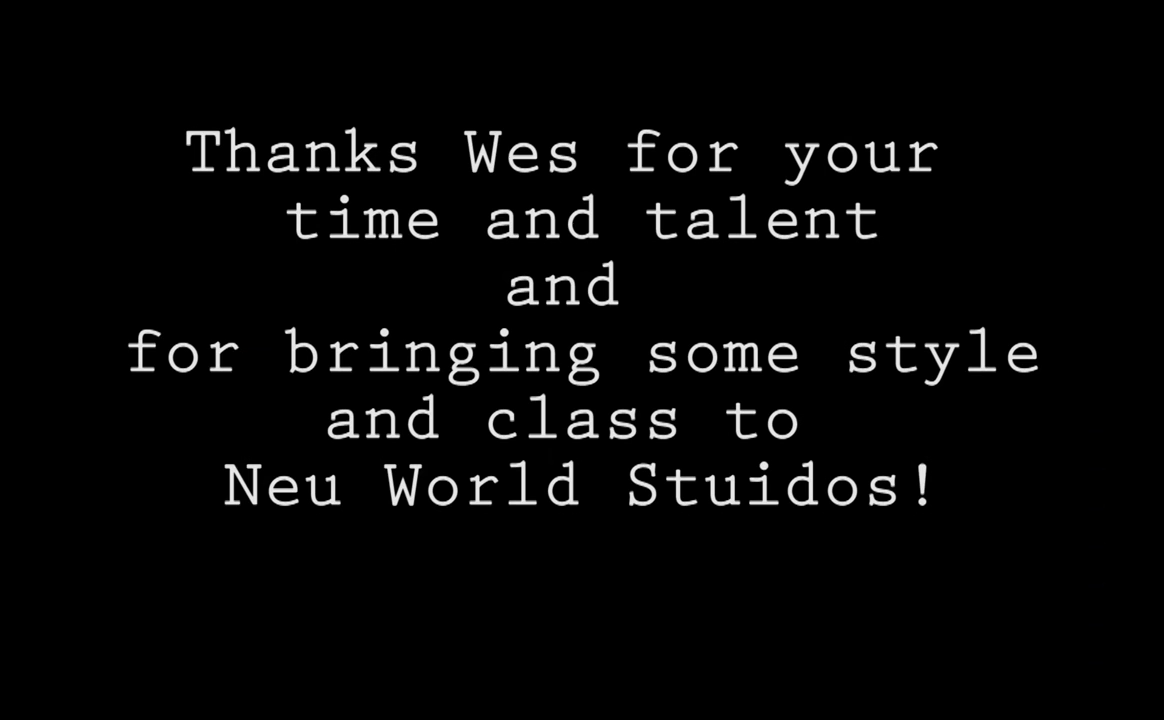 Thanks Wes for your
time and talent
and
for bringing some style
and class to
Neu World Stuidos!